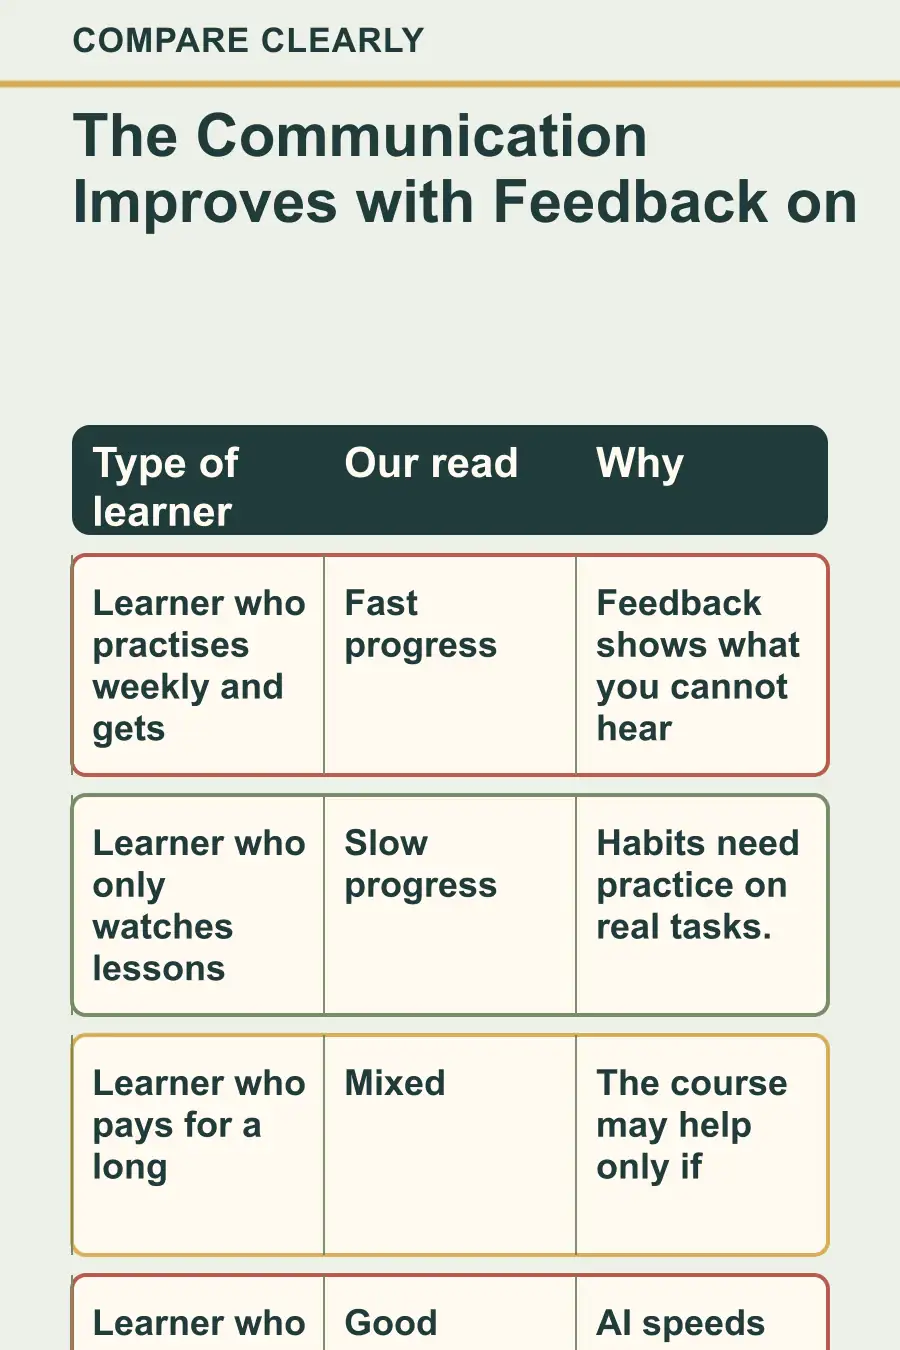 COMPARE CLEARLY
The Communication
Improves with Feedback on
Type of
learner
Our read
Why
Learner who
practises
weekly and
gets
Fast
progress
Feedback
shows what
you cannot
hear
Learner who
only
watches
lessons
Slow
progress
Habits need
practice on
real tasks.
Learner who
pays for a
long
Mixed
The course
may help
only if
Learner who
Good
AI speeds